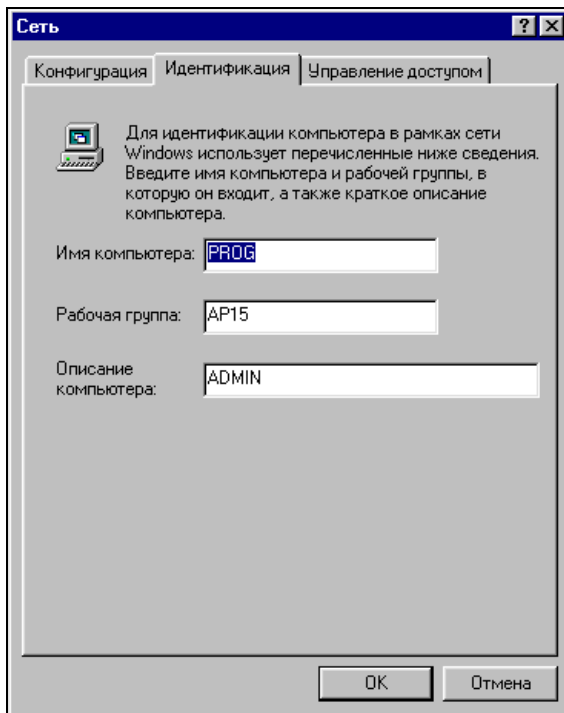 Сеть
Конфигурация Идентификация Управление доступом
Для идентификации компьютера в рамках сети
Windows использует перечисленные ниже сведения.
Введите имя компьютера и рабочей группы, в
которую он входит, а также краткое описание
компьютера.
Имя компьютера: PROG
Рабочая группа: AP15
Описание
компьютера: ADMIN
OK Отмена